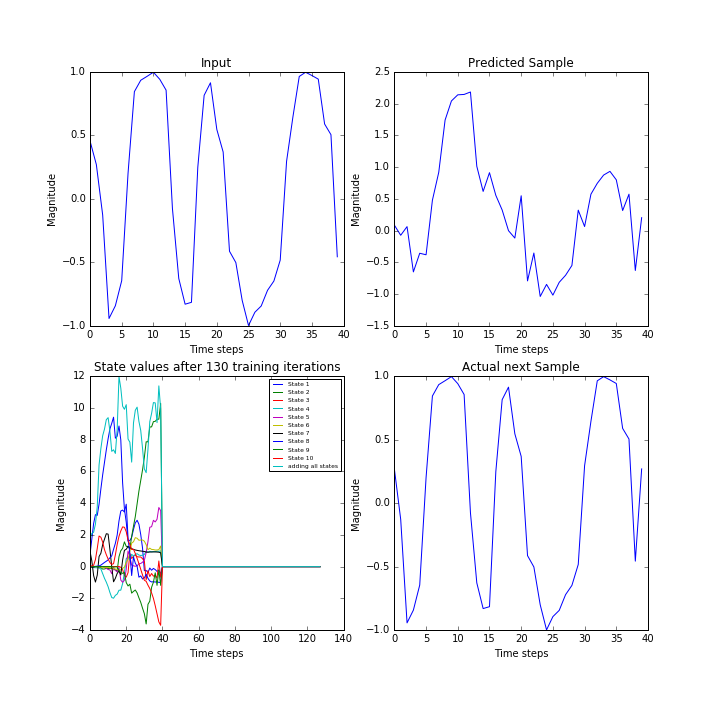 Input
Magnitude
1.0
0.5
0.0
−0.5
−1.0
0 5 10 15 20 25 30 35 40
Time steps
Predicted Sample
Magnitude
2.5
2.0
1.5
1.0
0.5
0.0
−0.5
−1.0
−1.5
0 5 10 15 20 25 30 35 40
Time steps
State values after 130 training iterations
Magnitude
12
10
8
6
4
2
0
−2
−4
0 20 40 60 80 100 120 140
Time steps
State 1
State 2
State 3
State 4
State 5
State 6
State 7
State 8
State 9
State 10
adding all states
Actual next Sample
Magnitude
1.0
0.5
0.0
−0.5
−1.0
0 5 10 15 20 25 30 35 40
Time steps